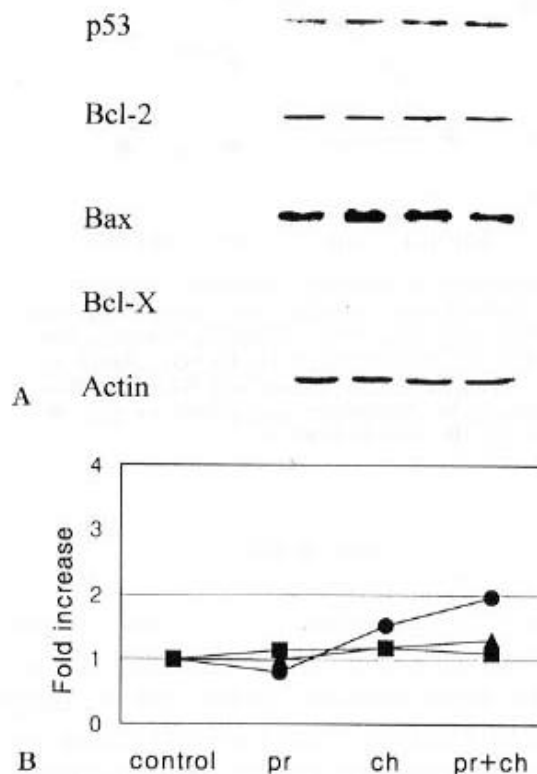 p53
Bcl-2
Bax
Bcl-X
Actin
A
4
3
2
1
0
Fold increase
control pr ch pr+ch
B